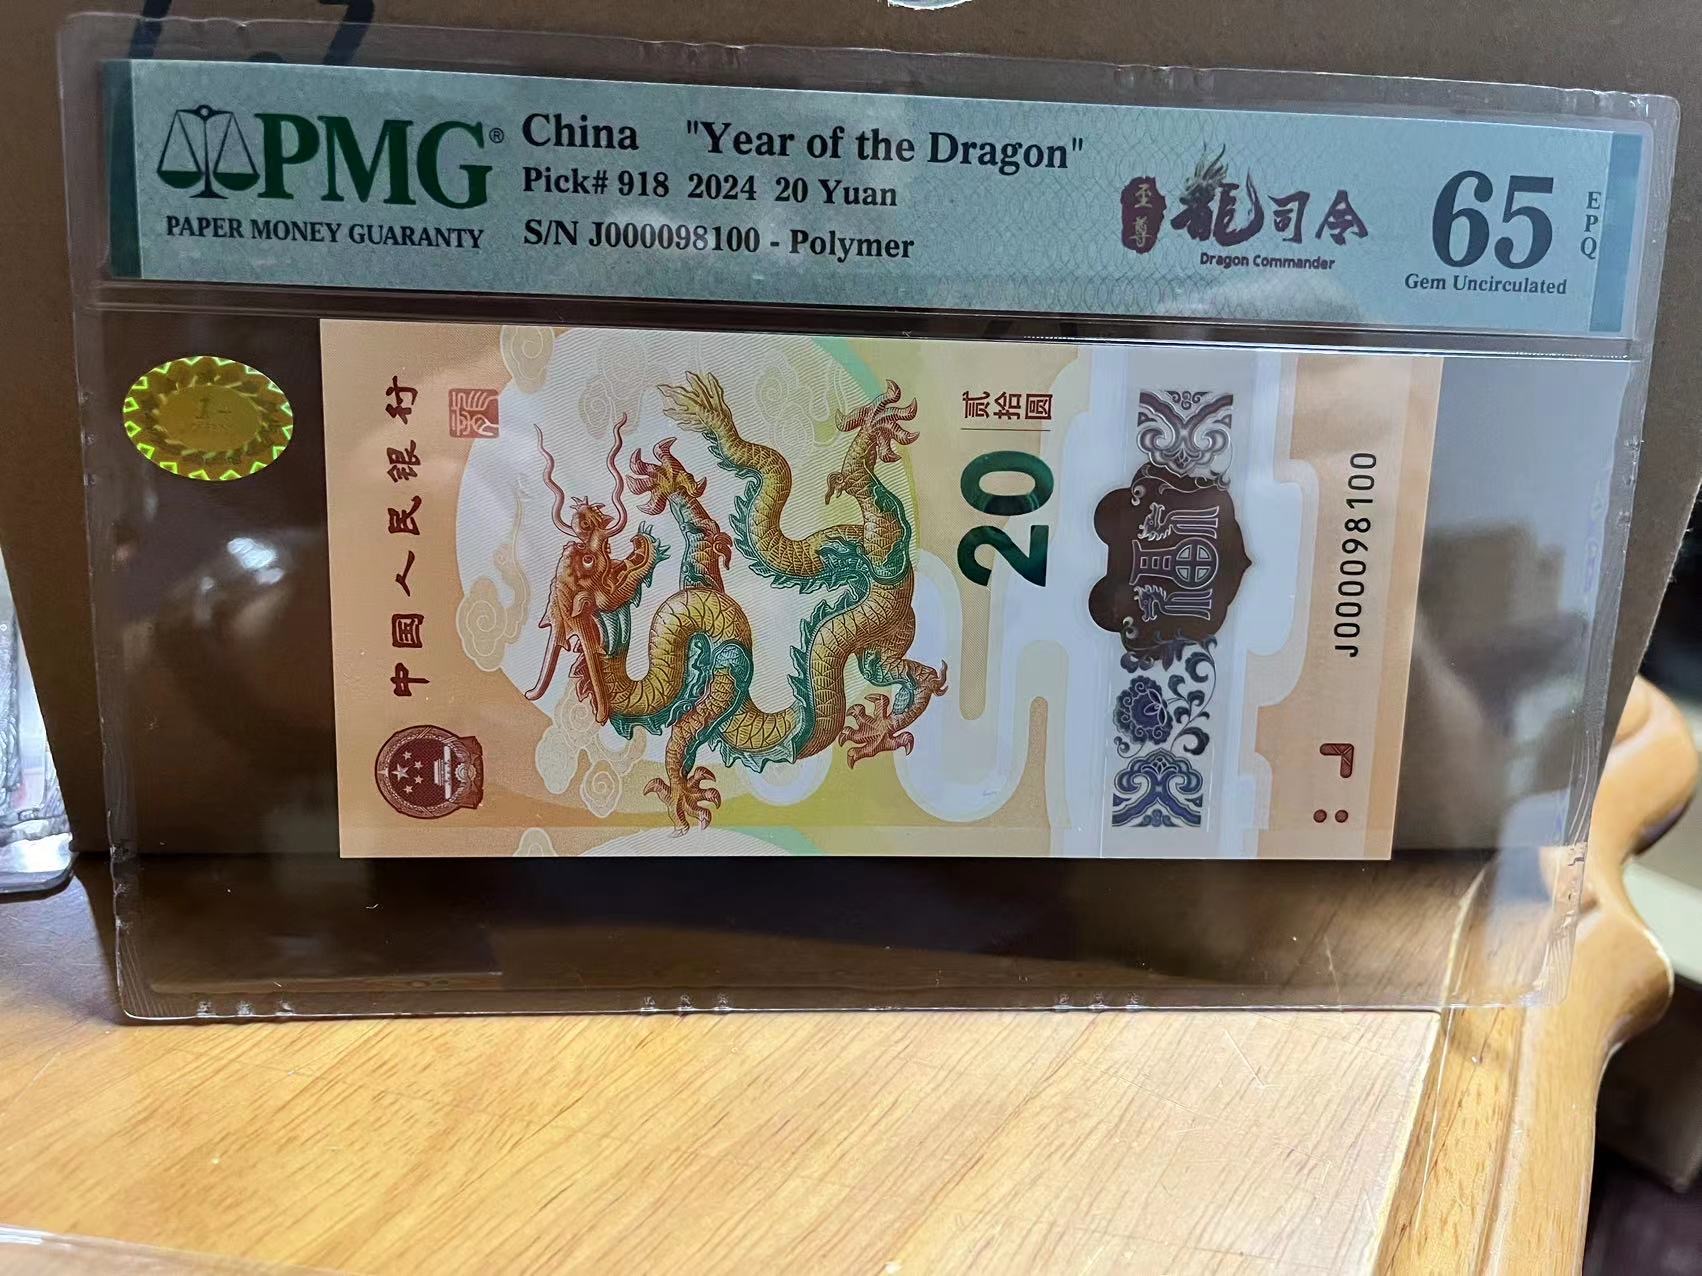 PMG® China "Year of the Dragon"
Pick# 918 2024 20 Yuan
PAPER MONEY GUARANTY S/N J000098100 - Polymer
至尊 龍司令
Dragon Commander
65 EPQ
Gem Uncirculated
中国人民银行
贰拾圆
20
J000098100